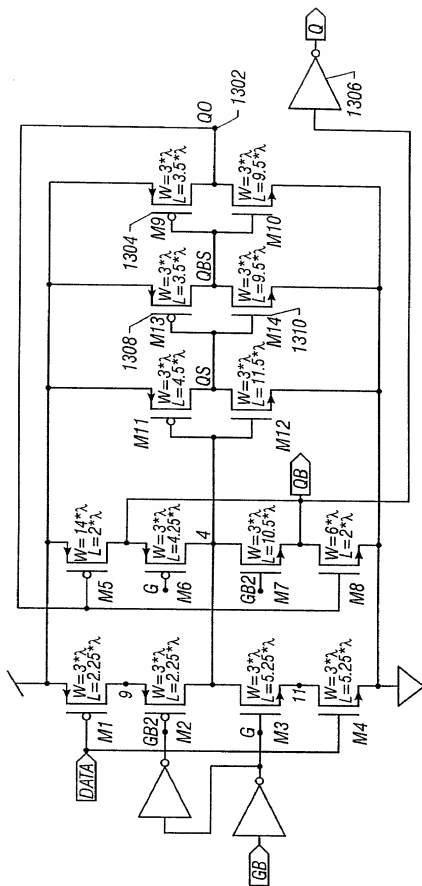 DATA
GB
M1
W=3*λ
L=2.25*λ
9
GB2
M2
W=3*λ
L=2.25*λ
G
M3
W=3*λ
L=5.25*λ
11
M4
W=3*λ
L=5.25*λ
M5
W=14*λ
L=2*λ
G
M6
W=3*λ
L=4.25*λ
4
GB2
M7
W=3*λ
L=10.5*λ
QB
M8
W=6*λ
L=2*λ
M11
W=3*λ
L=4.5*λ
QS
M12
W=3*λ
L=11.5*λ
1308
M13
W=3*λ
L=3.5*λ
QBS
M14
W=3*λ
L=9.5*λ
1310
1304
M9
W=3*λ
L=3.5*λ
QO
1302
M10
W=3*λ
L=9.5*λ
1306
Q